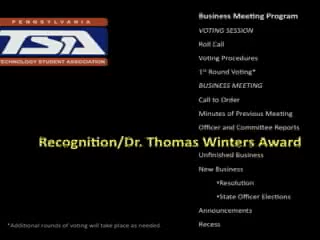 PENNSYLVANIA
TSA
TECHNOLOGY STUDENT ASSOCIATION
Business Meeting Program
VOTING SESSION
Roll Call
Voting Procedures
1st Round Voting*
BUSINESS MEETING
Call to Order
Minutes of Previous Meeting
Officer and Committee Reports
Recognition/Dr. Thomas Winters Award
Unfinished Business
New Business
•Resolution
•State Officer Elections
Announcements
*Additional rounds of voting will take place as needed
Recess